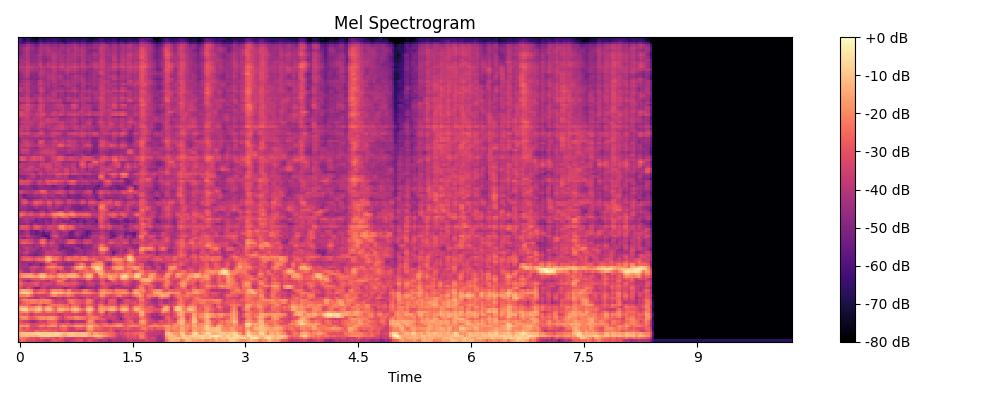 Mel Spectrogram
+0 dB
-10 dB
-20 dB
-30 dB
-40 dB
-50 dB
-60 dB
-70 dB
-80 dB
0 1.5 3 4.5 6 7.5 9
Time